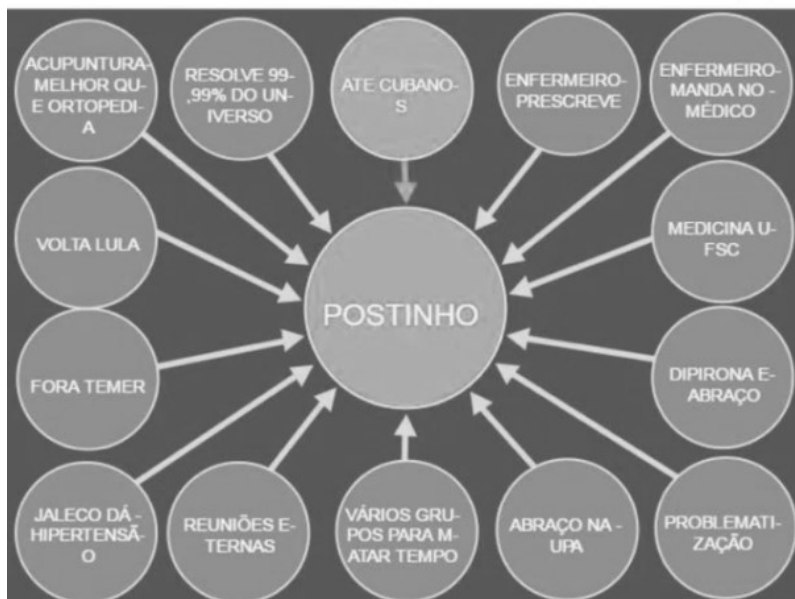 ACUPUNTURA-
MELHOR QU-
E ORTOPEDI-
A
RESOLVE 99-
,99% DO UN-
IVERSO
ATE CUBANO-
S
ENFERMEIRO-
PRESCREVE
ENFERMEIRO-
MANDA NO -
MÉDICO
VOLTA LULA
POSTINHO
MEDICINA U-
FSC
FORA TEMER
DIPIRONA E-
ABRAÇO
JALECO DÁ -
HIPERTENSÃ-
O
REUNIÕES E-
TERNAS
VÁRIOS GRU-
POS PARA M-
ATAR TEMPO
ABRAÇO NA -
UPA
PROBLEMATI-
ZAÇÃO